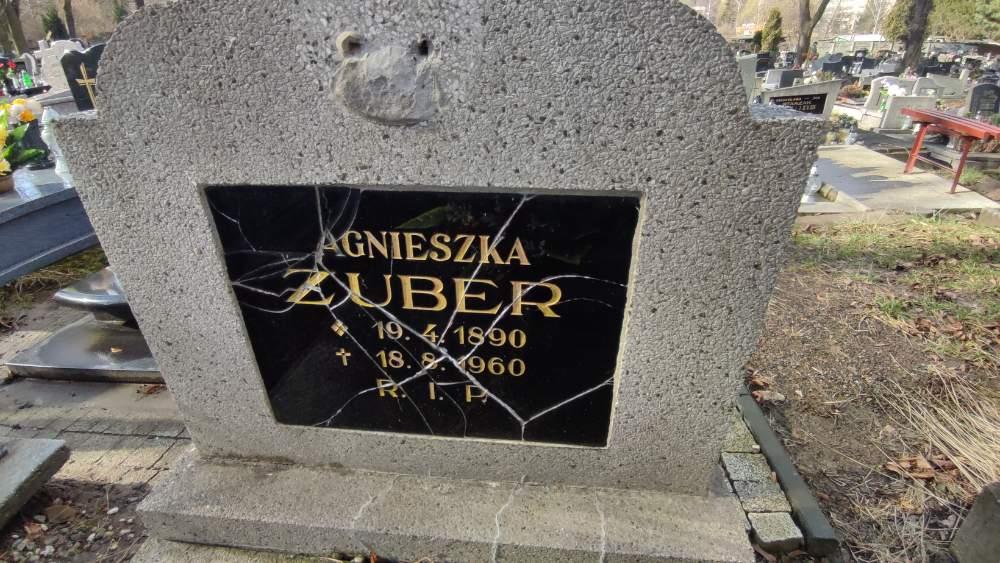 AGNIESZKA
ZUBER
❖ 19. 4. 1890
✝ 18. 8. 1960
R. I. P.